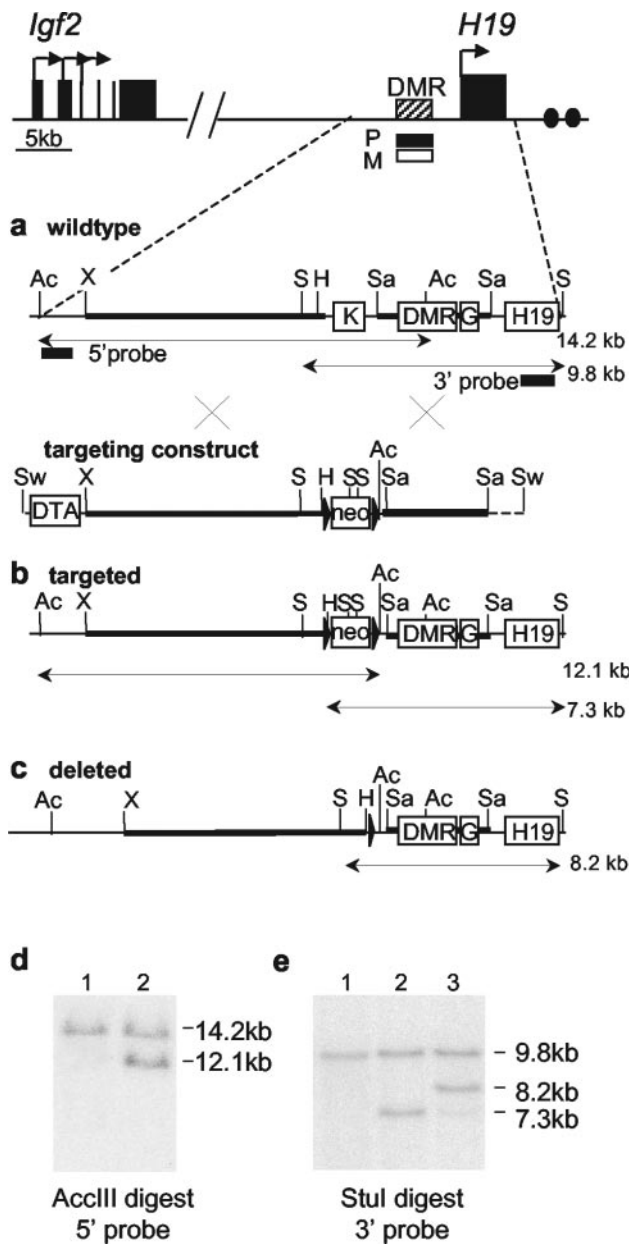 Igf2 H19
DMR
5kb P
M
a wildtype
Ac X S H Sa Ac Sa S
K DMR G H19
5'probe 14.2 kb
3' probe 9.8 kb
targeting construct
Sw X S H SS Ac Sa Sa Sw
DTA neo
b targeted
Ac X S HSS Ac Sa Ac Sa S
neo DMR G H19
12.1 kb
7.3 kb
c deleted
Ac X S H Ac Sa Ac Sa S
DMR G H19
8.2 kb
d e
1 2 1 2 3
14.2kb 9.8kb
12.1kb 8.2kb
7.3kb
AccIII digest StuI digest
5' probe 3' probe